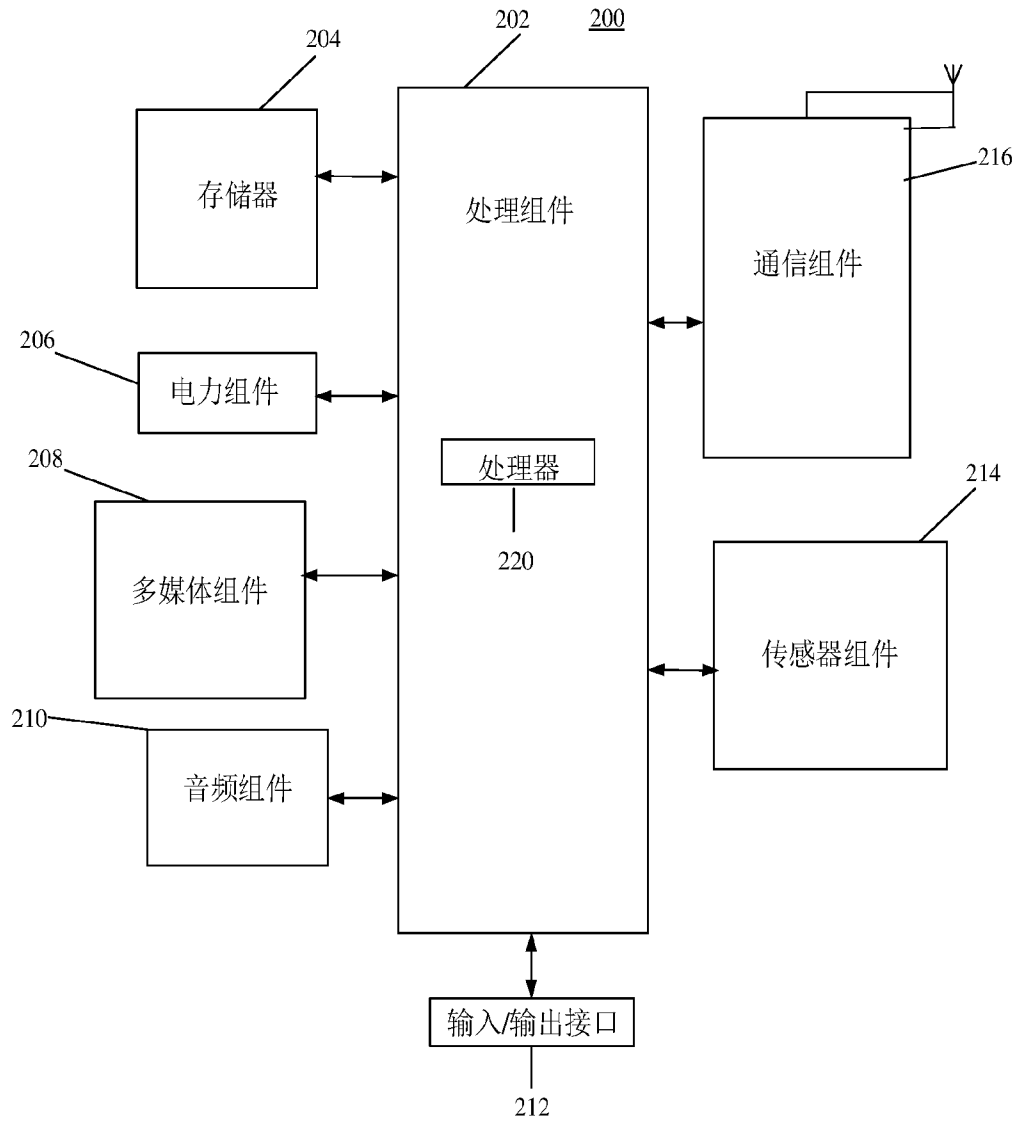 202
200
204
存储器
处理组件
216
通信组件
206
电力组件
208
处理器
214
220
多媒体组件
传感器组件
210
音频组件
输入/输出接口
212